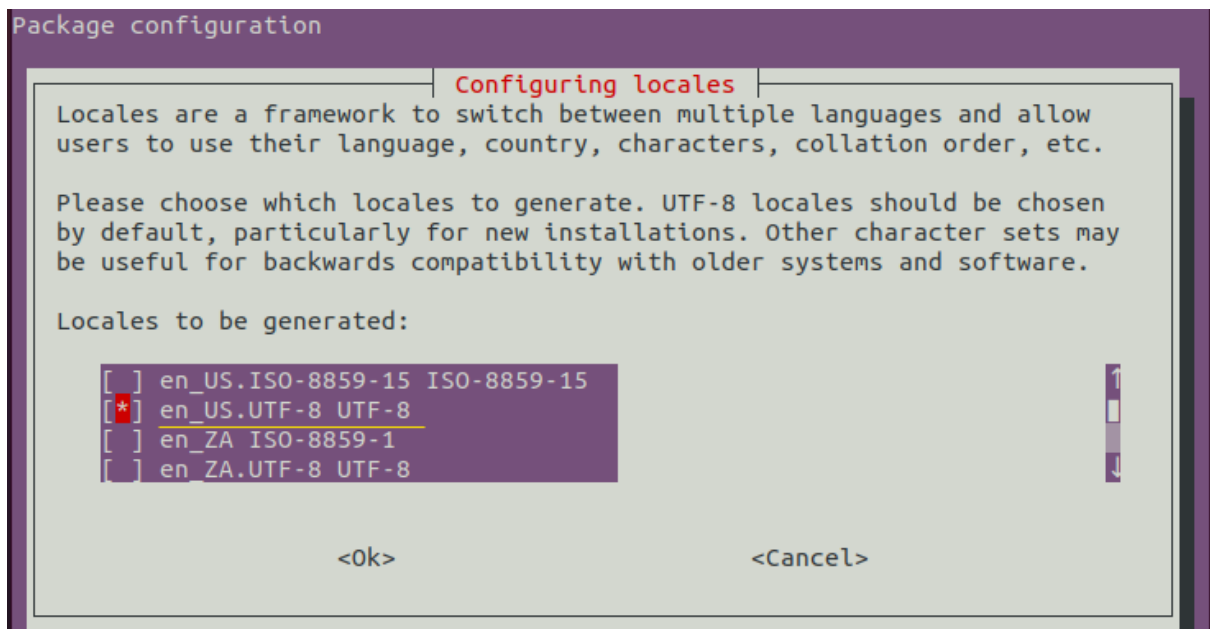 Package configuration
Configuring locales
Locales are a framework to switch between multiple languages and allow
users to use their language, country, characters, collation order, etc.
Please choose which locales to generate. UTF-8 locales should be chosen
by default, particularly for new installations. Other character sets may
be useful for backwards compatibility with older systems and software.
Locales to be generated:
[ ] en_US.ISO-8859-15 ISO-8859-15
[*] en_US.UTF-8 UTF-8
[ ] en_ZA ISO-8859-1
[ ] en_ZA.UTF-8 UTF-8
<Ok> <Cancel>